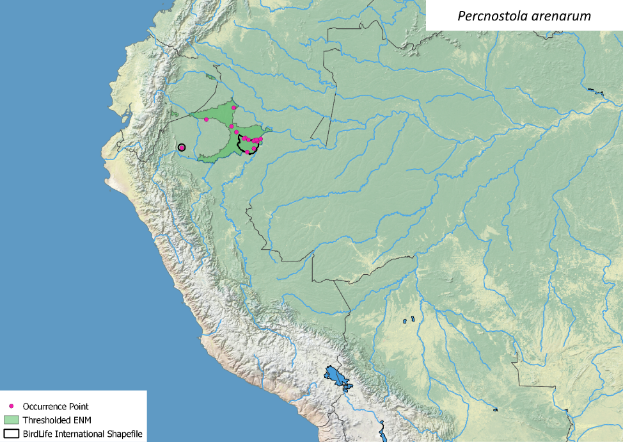 Percnostola arenarum
Occurrence Point
Thresholded ENM
BirdLife International Shapefile